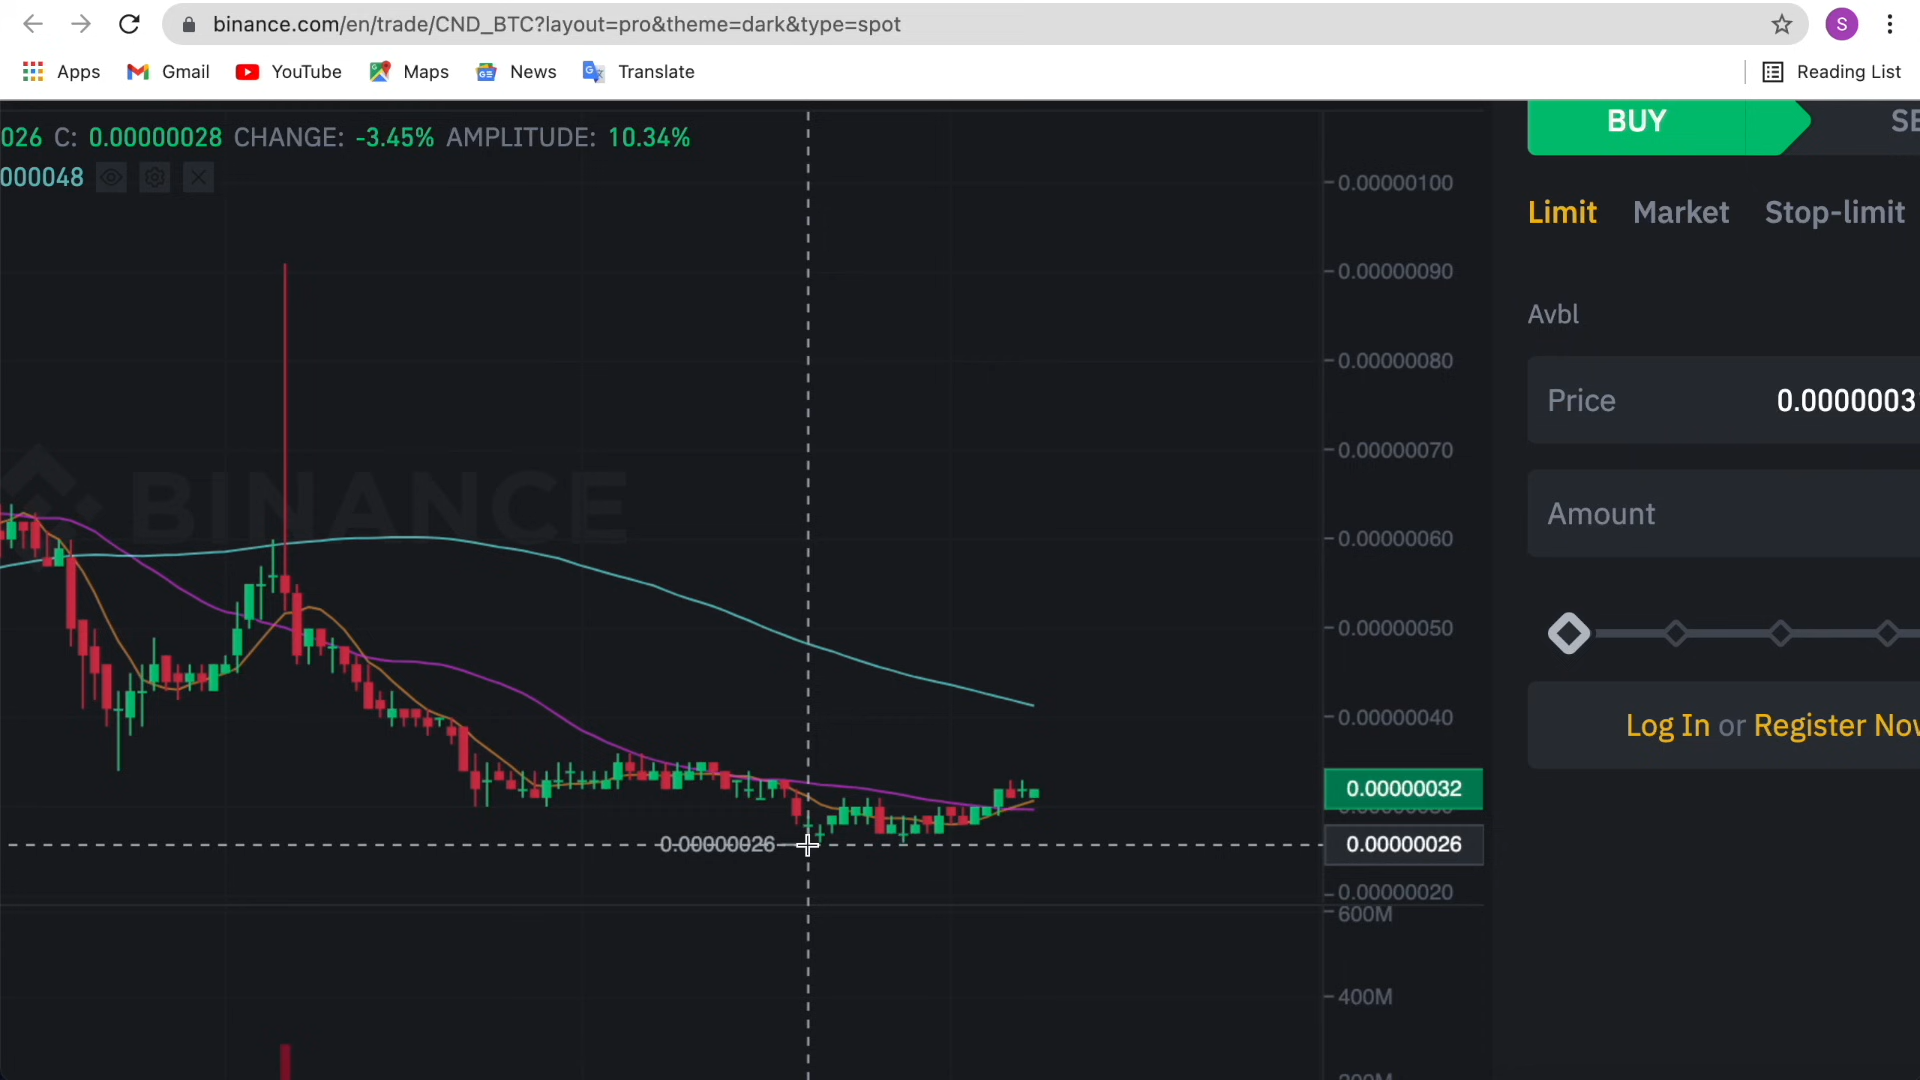 binance.com/en/trade/CND_BTC?layout=pro&theme=dark&type=spot
S
Apps Gmail YouTube Maps News Translate Reading List
026 C: 0.00000028 CHANGE: -3.45% AMPLITUDE: 10.34%
000048
BUY
SE
0.00000100
Limit Market Stop-limit
0.00000090
Avbl
0.00000080
Price 0.0000003
0.00000070
BINANCE
Amount
0.00000060
0.00000050
0.00000040
Log In or Register Now
0.00000032
0.00000026
0.00000026
0.00000020
600M
400M